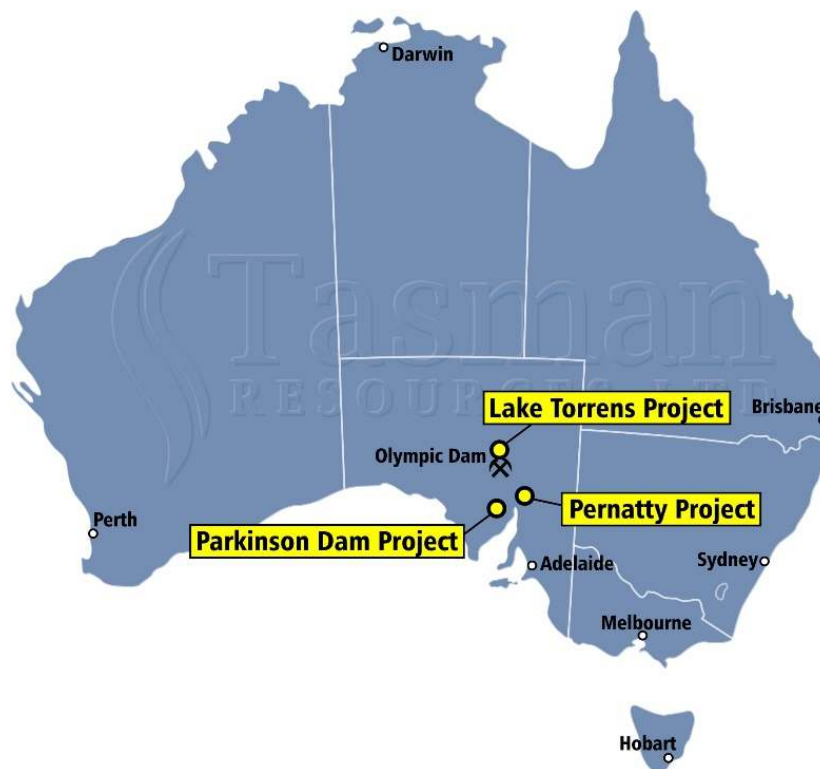 Darwin
Tasman
RESOURCES LTD
Lake Torrens Project
Brisbane
Olympic Dam
Pernatty Project
Perth
Parkinson Dam Project
Adelaide
Sydney
Melbourne
Hobart